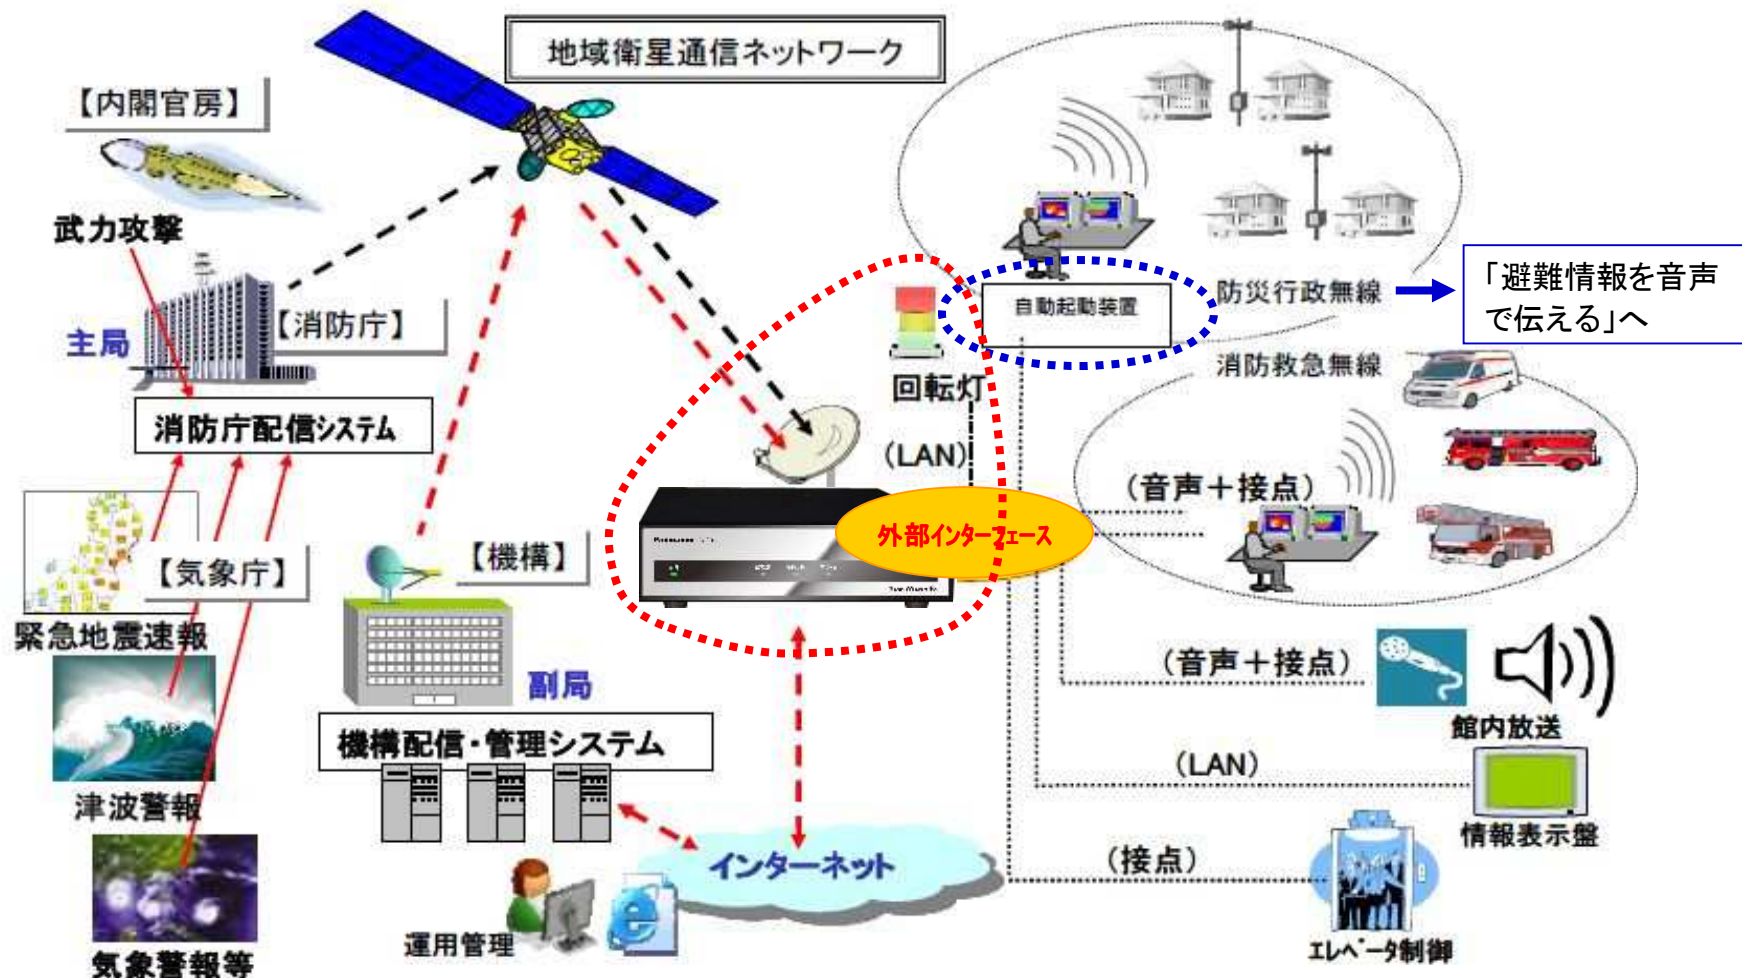 地域衛星通信ネットワーク
【内閣官房】
武力攻撃
主局
【消防庁】
消防庁配信システム
【気象庁】
緊急地震速報
津波警報
気象警報等
【機構】
副局
機構配信・管理システム
運用管理
インターネット
回転灯
(LAN)
外部インターフェース
自動起動装置
防災行政無線
「避難情報を音声
で伝える」へ
消防救急無線
(音声+接点)
(音声+接点)
館内放送
(LAN)
情報表示盤
(接点)
エレベータ制御